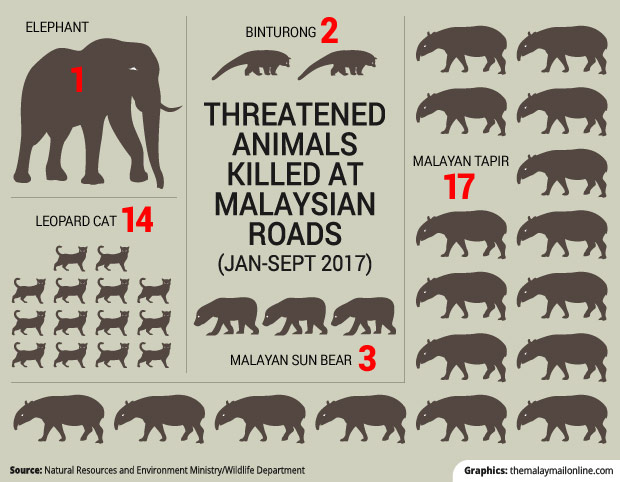 ELEPHANT
1
BINTURONG 2
THREATENED
ANIMALS
KILLED AT
MALAYSIAN
ROADS
(JAN-SEPT 2017)
MALAYAN TAPIR
17
LEOPARD CAT 14
MALAYAN SUN BEAR 3
Source: Natural Resources and Environment Ministry/Wildlife Department
Graphics: themalaymailonline.com